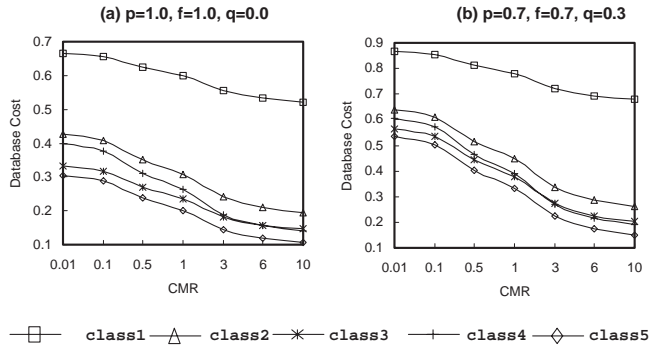 (a) p=1.0, f=1.0, q=0.0
0.7
0.6
0.5
0.4
0.3
0.2
0.1
Database Cost
0.01 0.1 0.5 1 3 6 10
CMR
(b) p=0.7, f=0.7, q=0.3
0.9
0.8
0.7
0.6
0.5
0.4
0.3
0.2
0.1
Database Cost
0.01 0.1 0.5 1 3 6 10
CMR
class1 class2 class3 class4 class5